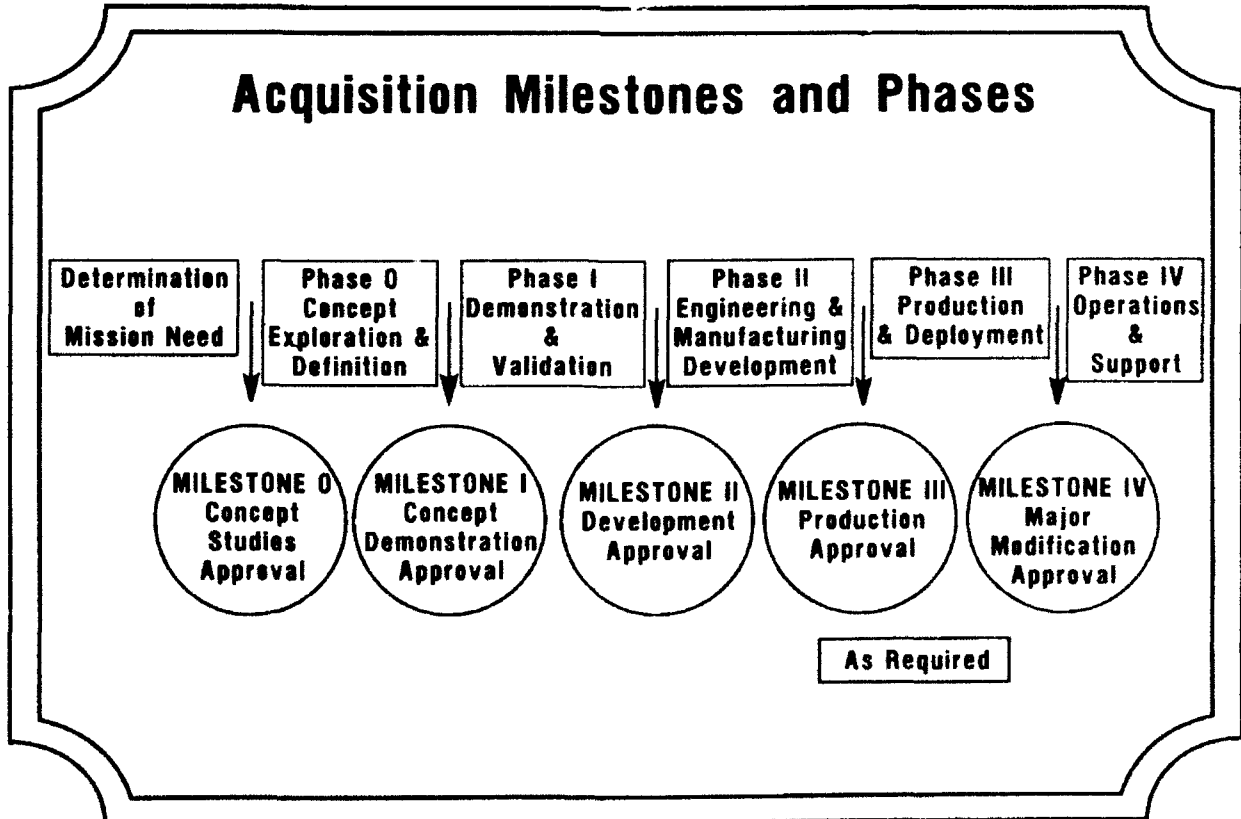 Acquisition Milestones and Phases
Determination
of
Mission Need
Phase 0
Concept
Exploration &
Definition
Phase I
Demonstration
&
Validation
Phase II
Engineering &
Manufacturing
Development
Phase III
Production
& Deployment
Phase IV
Operations
&
Support
MILESTONE 0
Concept
Studies
Approval
MILESTONE I
Concept
Demonstration
Approval
MILESTONE II
Development
Approval
MILESTONE III
Production
Approval
MILESTONE IV
Major
Modification
Approval
As Required